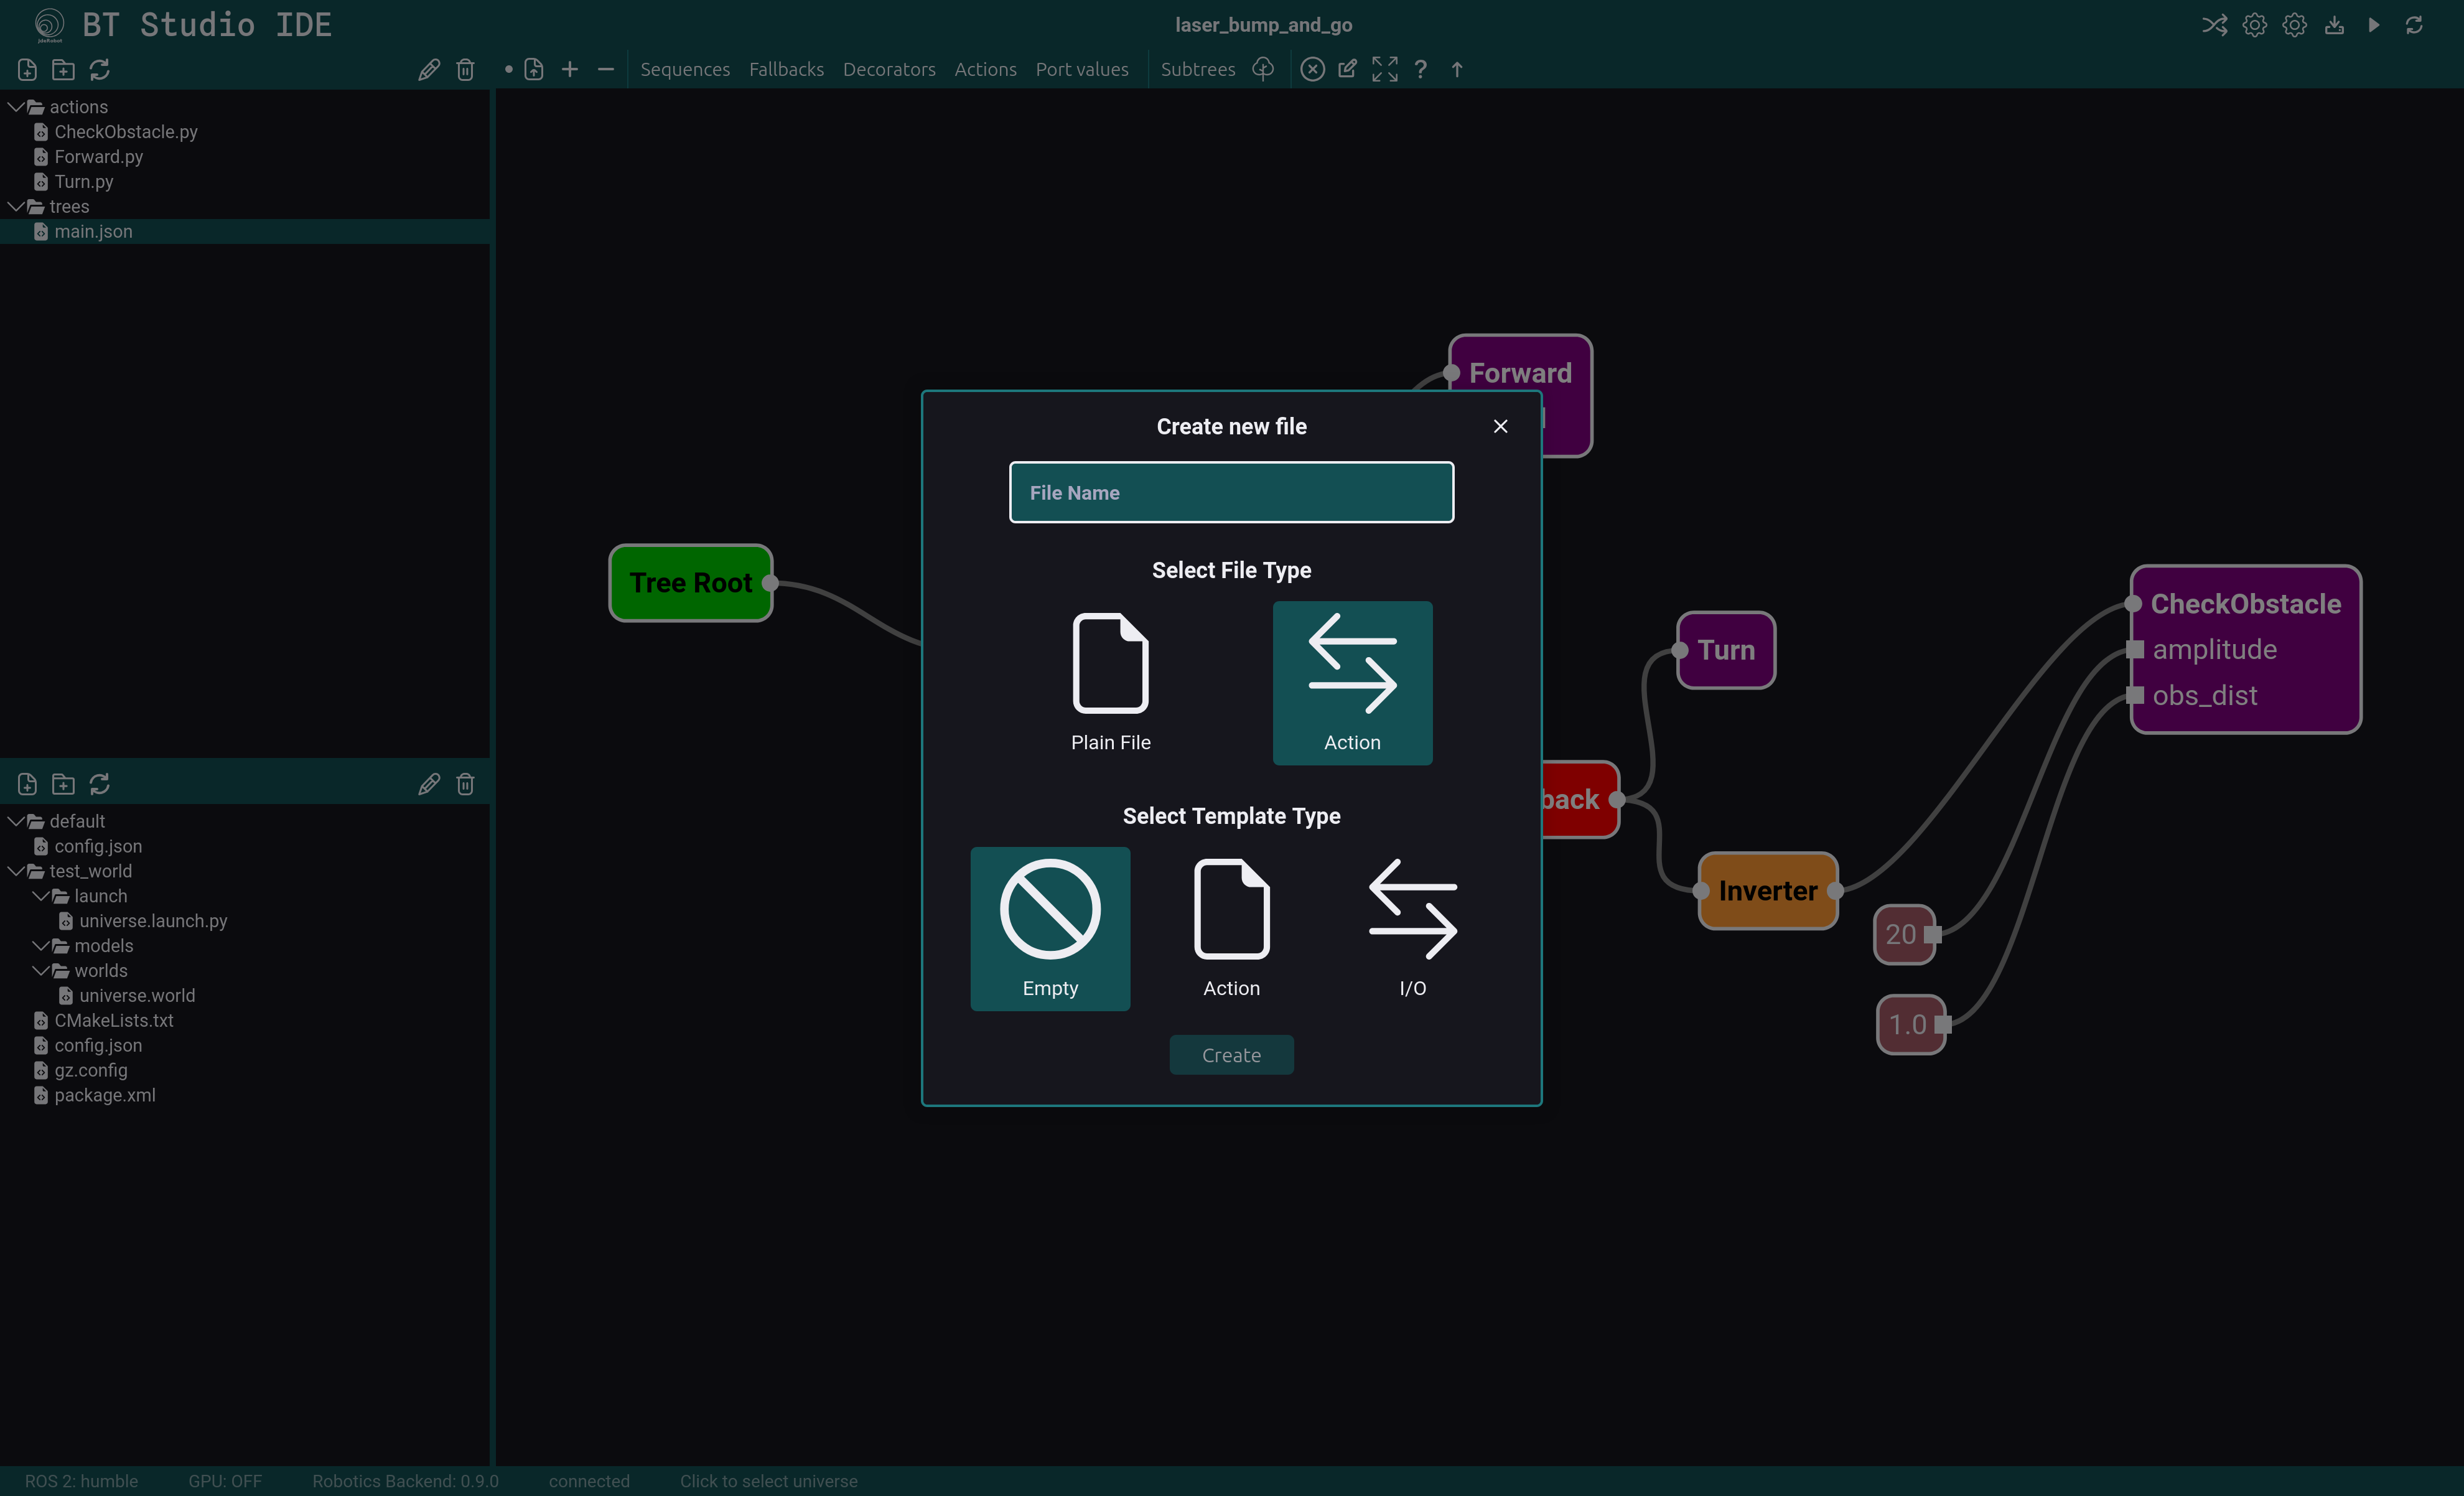 BT Studio IDE
laser_bump_and_go
Sequences Fallbacks Decorators Actions Port values Subtrees
actions
CheckObstacle.py
Forward.py
Turn.py
trees
main.json
default
config.json
test_world
launch
universe.launch.py
models
worlds
universe.world
CMakeLists.txt
config.json
gz.config
package.xml
Tree Root
Forward
Create new file
File Name
Select File Type
Plain File
Action
Select Template Type
Empty
Action
I/O
Create
back
Turn
Inverter
CheckObstacle
amplitude
obs_dist
20
1.0
ROS 2: humble GPU: OFF Robotics Backend: 0.9.0 connected Click to select universe